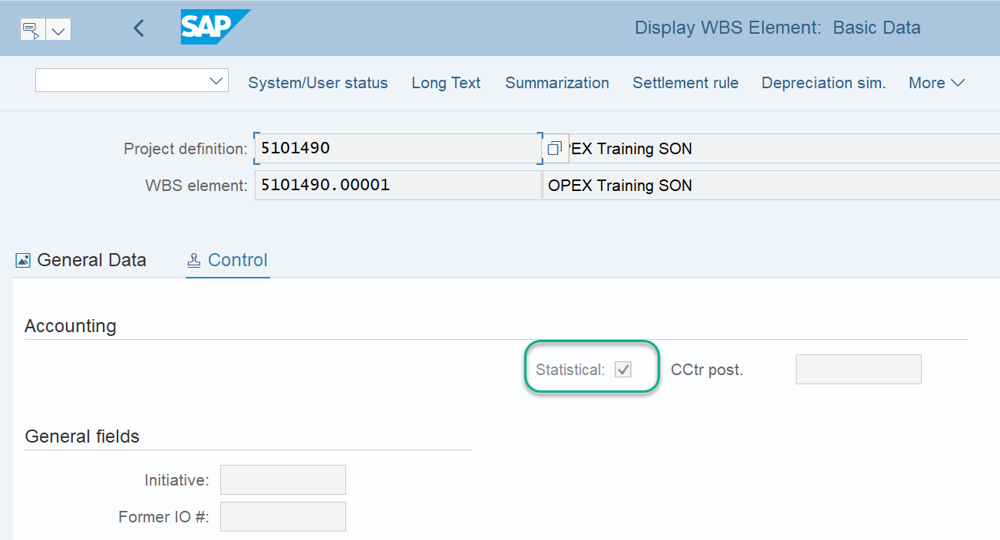 SAP
Display WBS Element: Basic Data
System/User status Long Text Summarization Settlement rule Depreciation sim. More
Project definition: 5101490 PEX Training SON
WBS element: 5101490.00001 OPEX Training SON
General Data Control
Accounting
Statistical: CCtr post.
General fields
Initiative:
Former IO #: